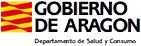 GOBIERNO
DE ARAGON
Departamento de Salud y Consumo